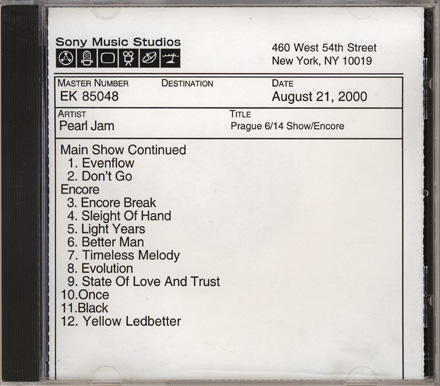 Sony Music Studios
460 West 54th Street
New York, NY 10019
MASTER NUMBER DESTINATION DATE
EK 85048 August 21, 2000
ARTIST TITLE
Pearl Jam Prague 6/14 Show/Encore
Main Show Continued
1. Evenflow
2. Don't Go
Encore
3. Encore Break
4. Sleight Of Hand
5. Light Years
6. Better Man
7. Timeless Melody
8. Evolution
9. State Of Love And Trust
10.Once
11.Black
12. Yellow Ledbetter